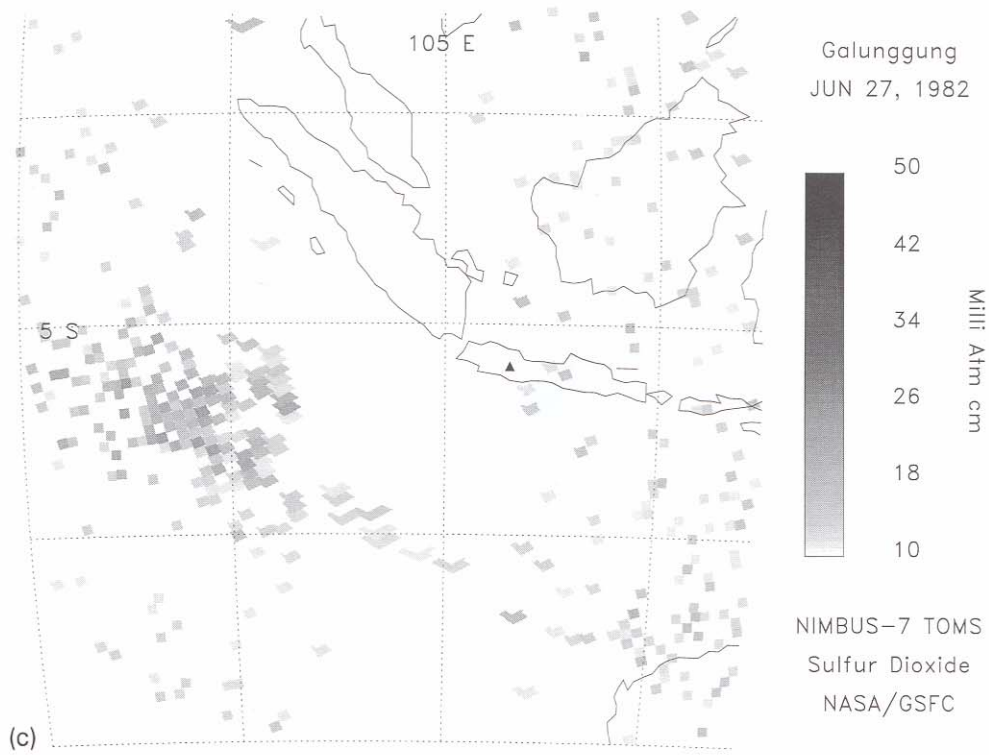 105 E
5 S
(c)
Galunggung
JUN 27, 1982
50
42
34
26
18
10
Milli Atm cm
NIMBUS-7 TOMS
Sulfur Dioxide
NASA/GSFC